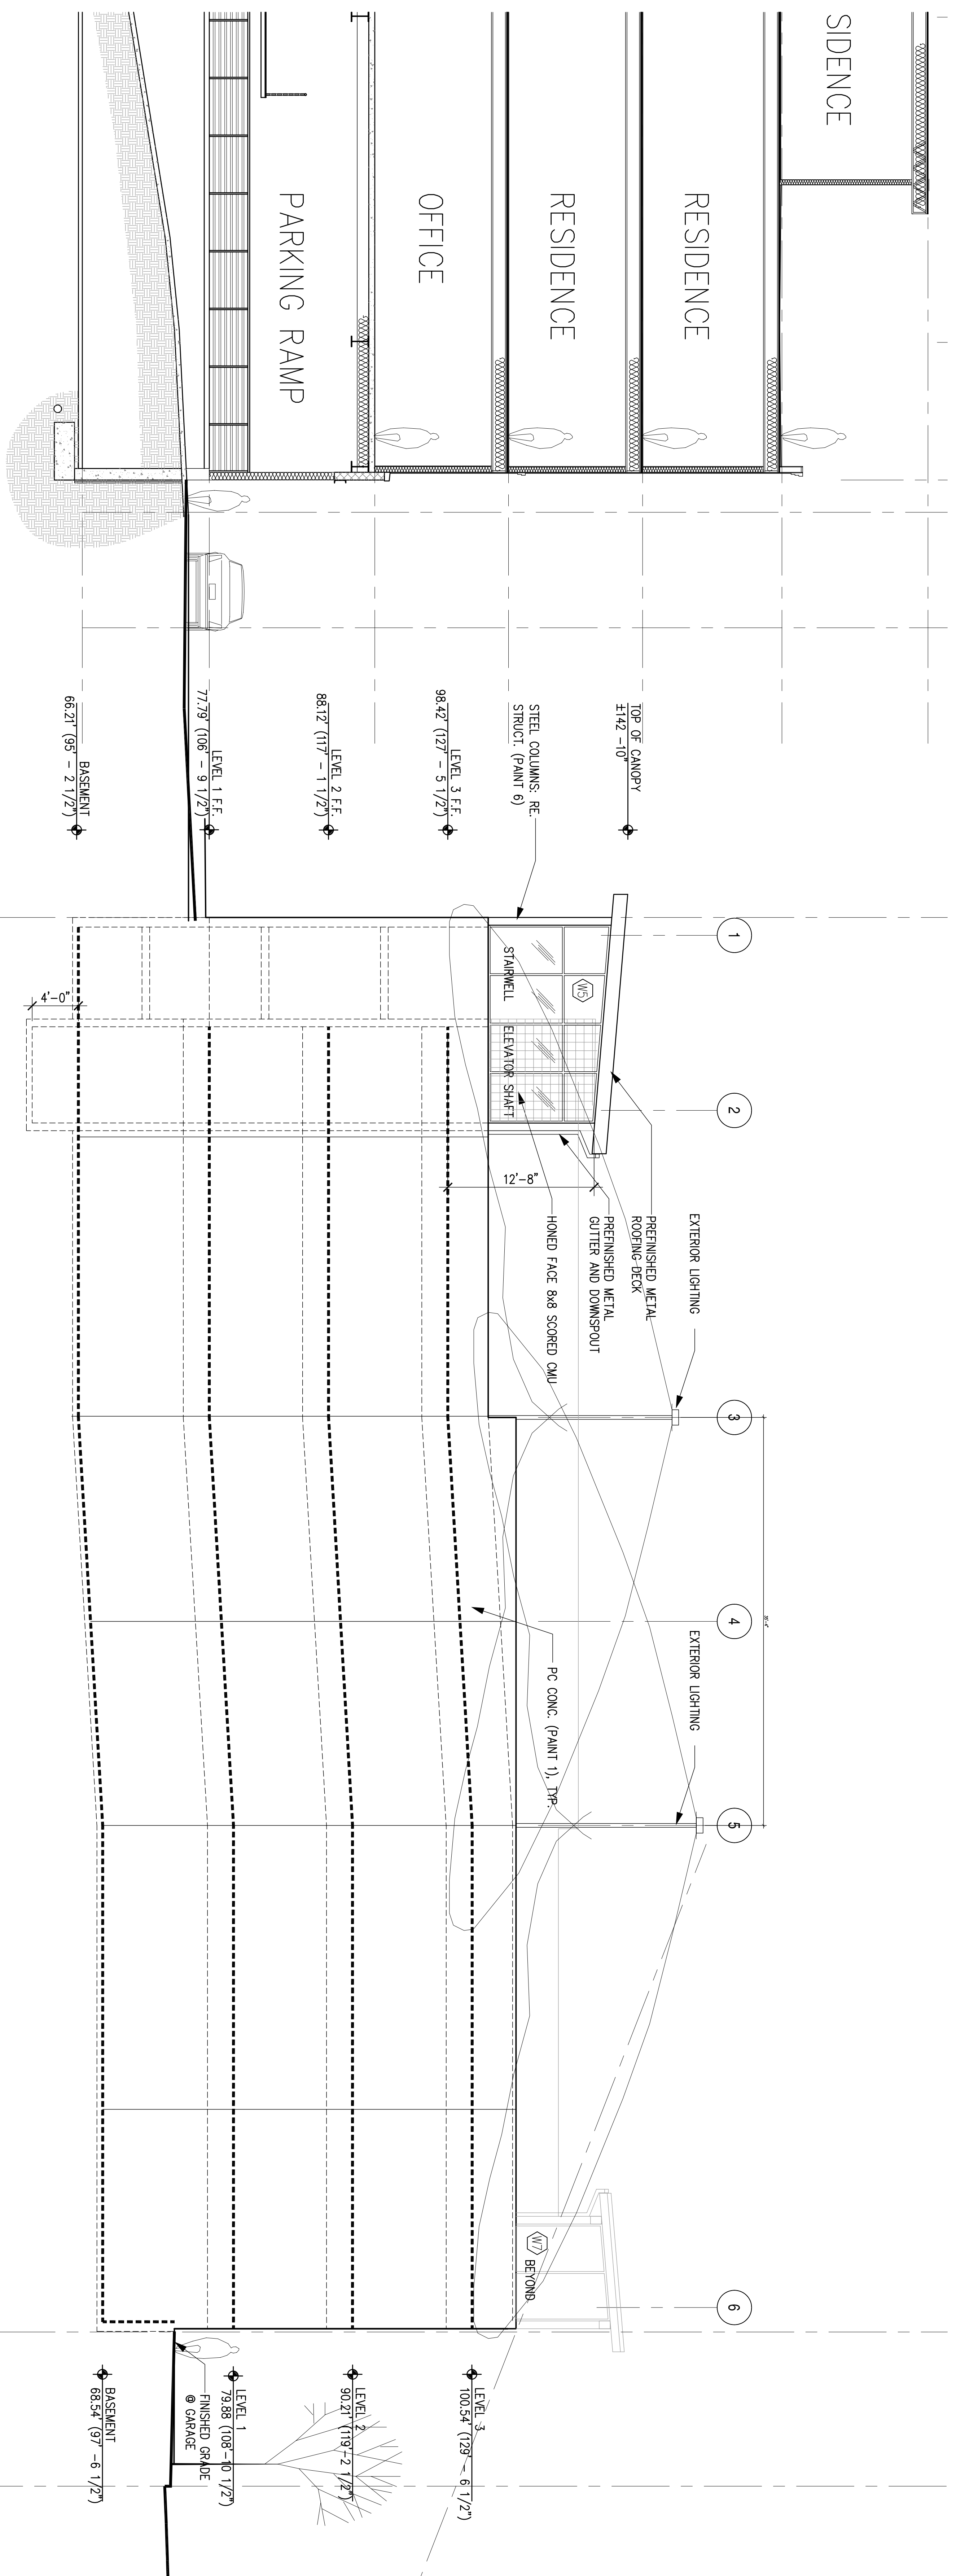 SIDENCE
RESIDENCE
RESIDENCE
OFFICE
PARKING RAMP
TOP OF CANOPY
±142 -10"
STEEL COLUMNS: RE.
STRUCT. (PAINT 6)
LEVEL 3 F.F.
98.42' (127' - 5 1/2")
88.12' (117' - 1 1/2")
LEVEL 2 F.F.
LEVEL 1 F.F.
77.79' (106' - 9 1/2")
BASEMENT
66.21' (95' - 2 1/2")
1
2
3
4
5
6
W5
STAIRWELL
ELEVATOR SHAFT
4'-0"
12'-8"
EXTERIOR LIGHTING
PREFINISHED METAL
ROOFING DECK
PREFINISHED METAL
GUTTER AND DOWNSPOUT
HONED FACE 8x8 SCORED CMU
EXTERIOR LIGHTING
PC CONC. (PAINT 1), TYP.
W7
BEYOND
LEVEL 3
100.54' (129' - 6 1/2")
LEVEL 2
90.21' (119'-2 1/2")
LEVEL 1
79.88 (108'-10 1/2")
FINISHED GRADE
@ GARAGE
BASEMENT
68.54' (97' -6 1/2")